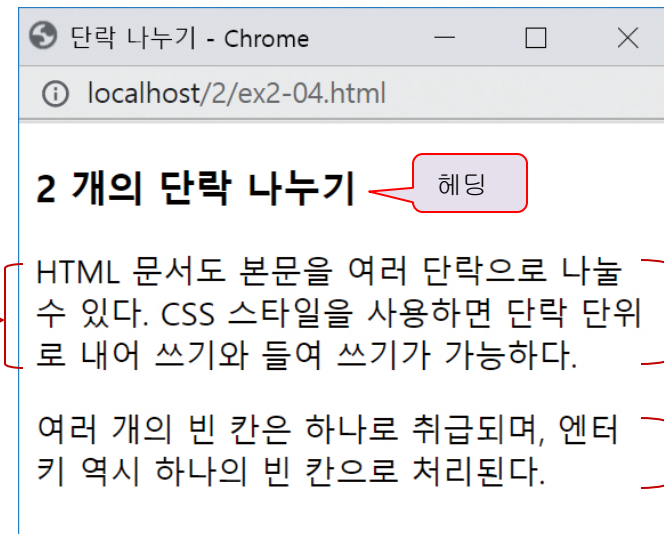 단락 나누기 - Chrome
localhost/2/ex2-04.html
2 개의 단락 나누기
헤딩
HTML 문서도 본문을 여러 단락으로 나눌
수 있다. CSS 스타일을 사용하면 단락 단위
로 내어 쓰기와 들여 쓰기가 가능하다.
여러 개의 빈 칸은 하나로 취급되며, 엔터
키 역시 하나의 빈 칸으로 처리된다.